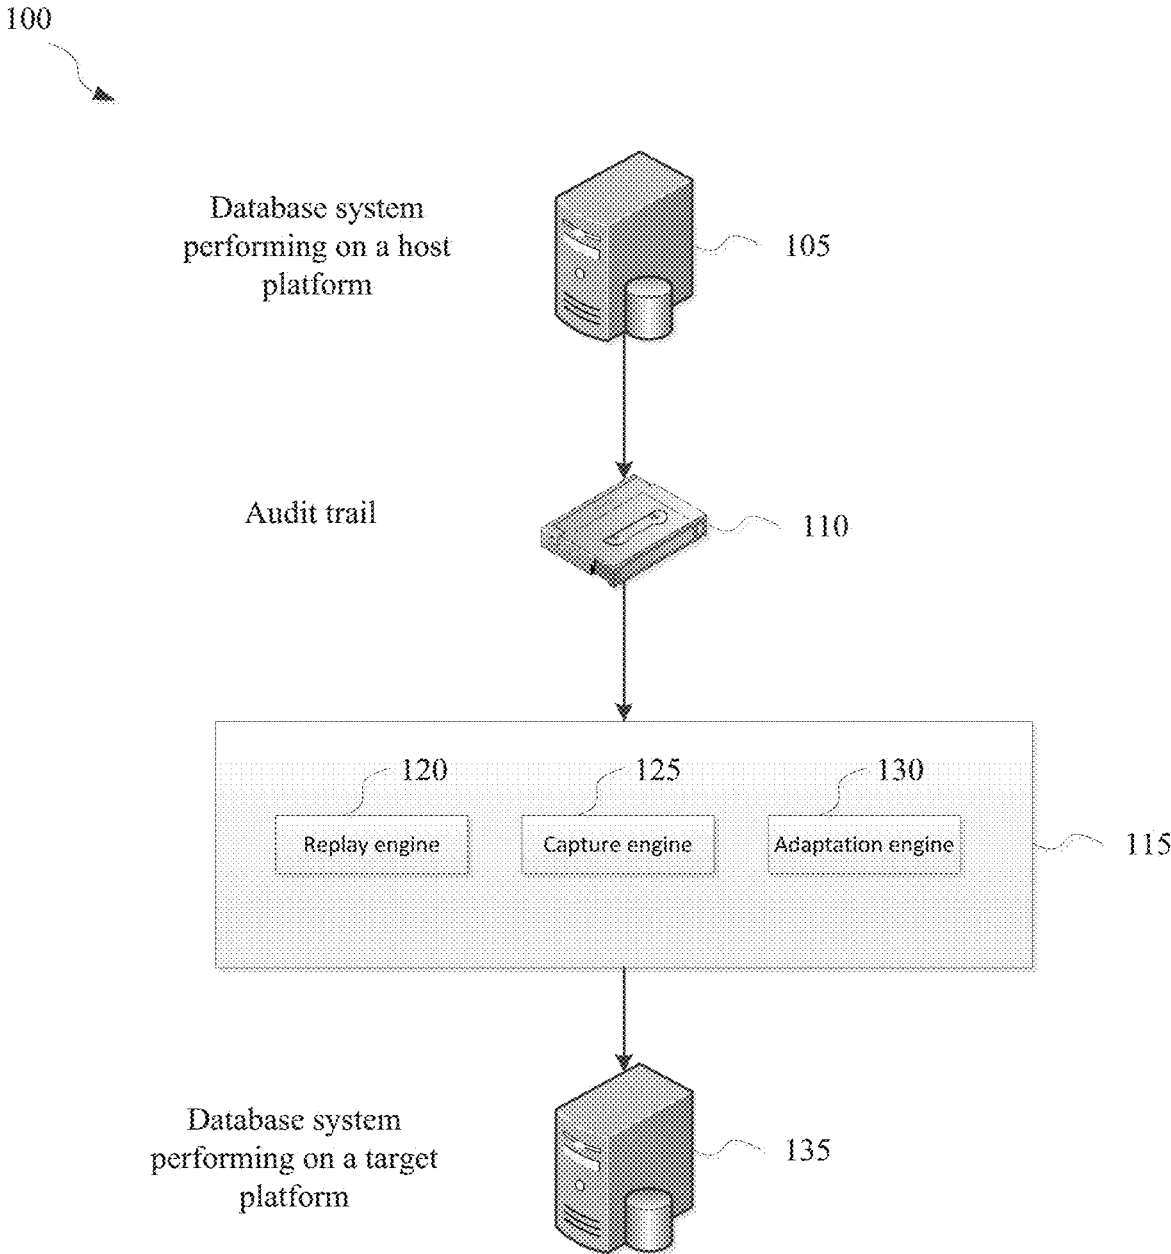 100
Database system
performing on a host
platform
105
Audit trail
110
120
125
130
Replay engine
Capture engine
Adaptation engine
115
Database system
performing on a target
platform
135